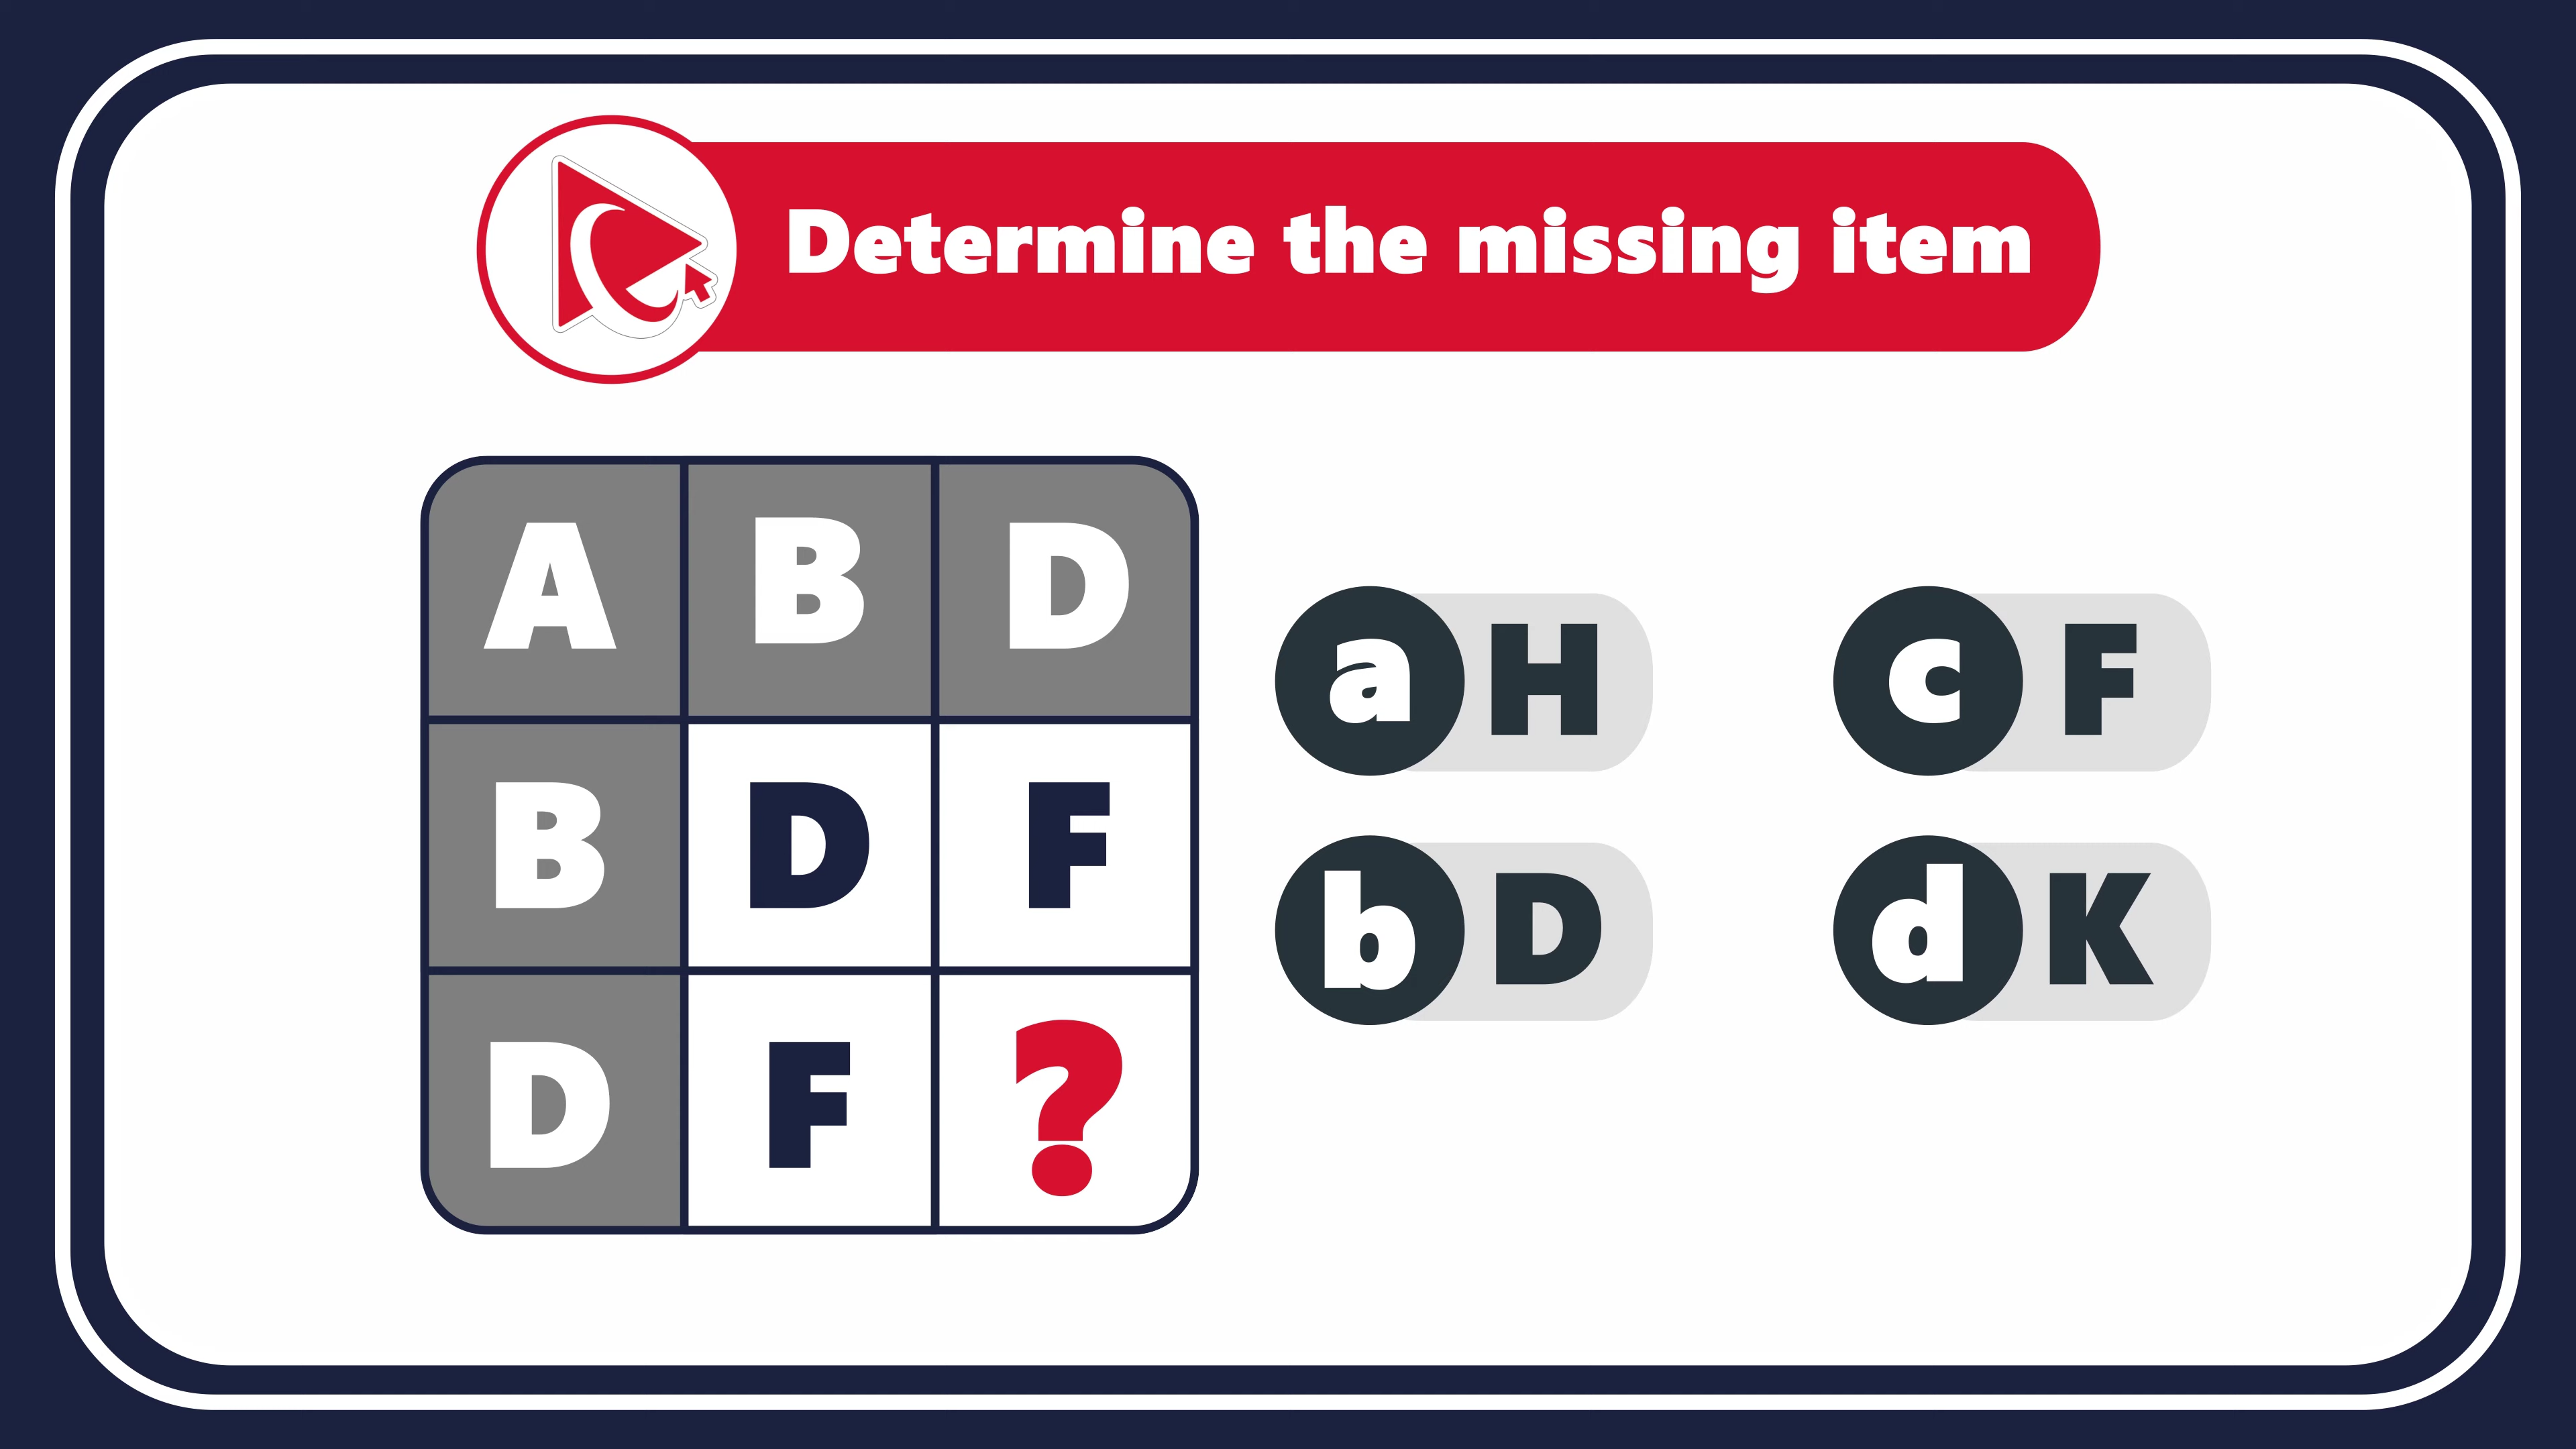 Determine the missing item
A B D
B D F
D F ?
a H
c F
b D
d K